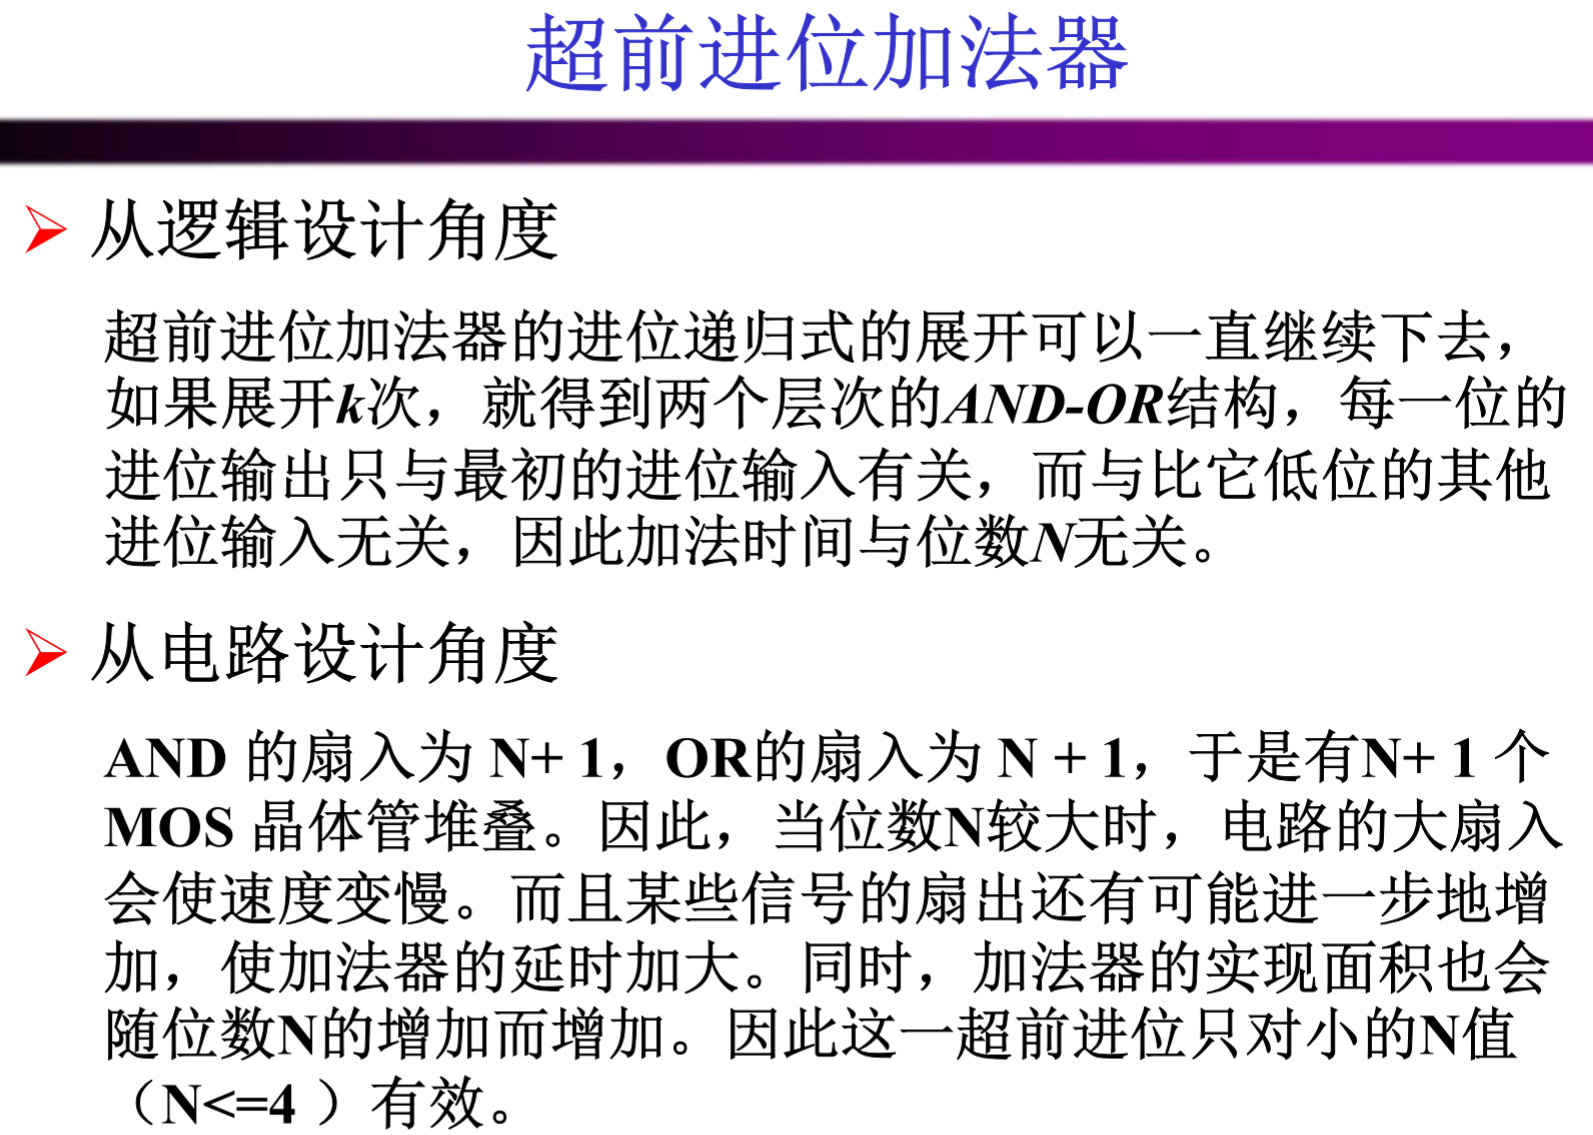 超前进位加法器
从逻辑设计角度
超前进位加法器的进位递归式的展开可以一直继续下去，
如果展开k次，就得到两个层次的AND-OR结构，每一位的
进位输出只与最初的进位输入有关，而与比它低位的其他
进位输入无关，因此加法时间与位数N无关。
从电路设计角度
AND 的扇入为 N+ 1，OR的扇入为 N + 1，于是有N+ 1 个
MOS 晶体管堆叠。因此，当位数N较大时，电路的大扇入
会使速度变慢。而且某些信号的扇出还有可能进一步地增
加，使加法器的延时加大。同时，加法器的实现面积也会
随位数N的增加而增加。因此这一超前进位只对小的N值
（N<=4 ）有效。